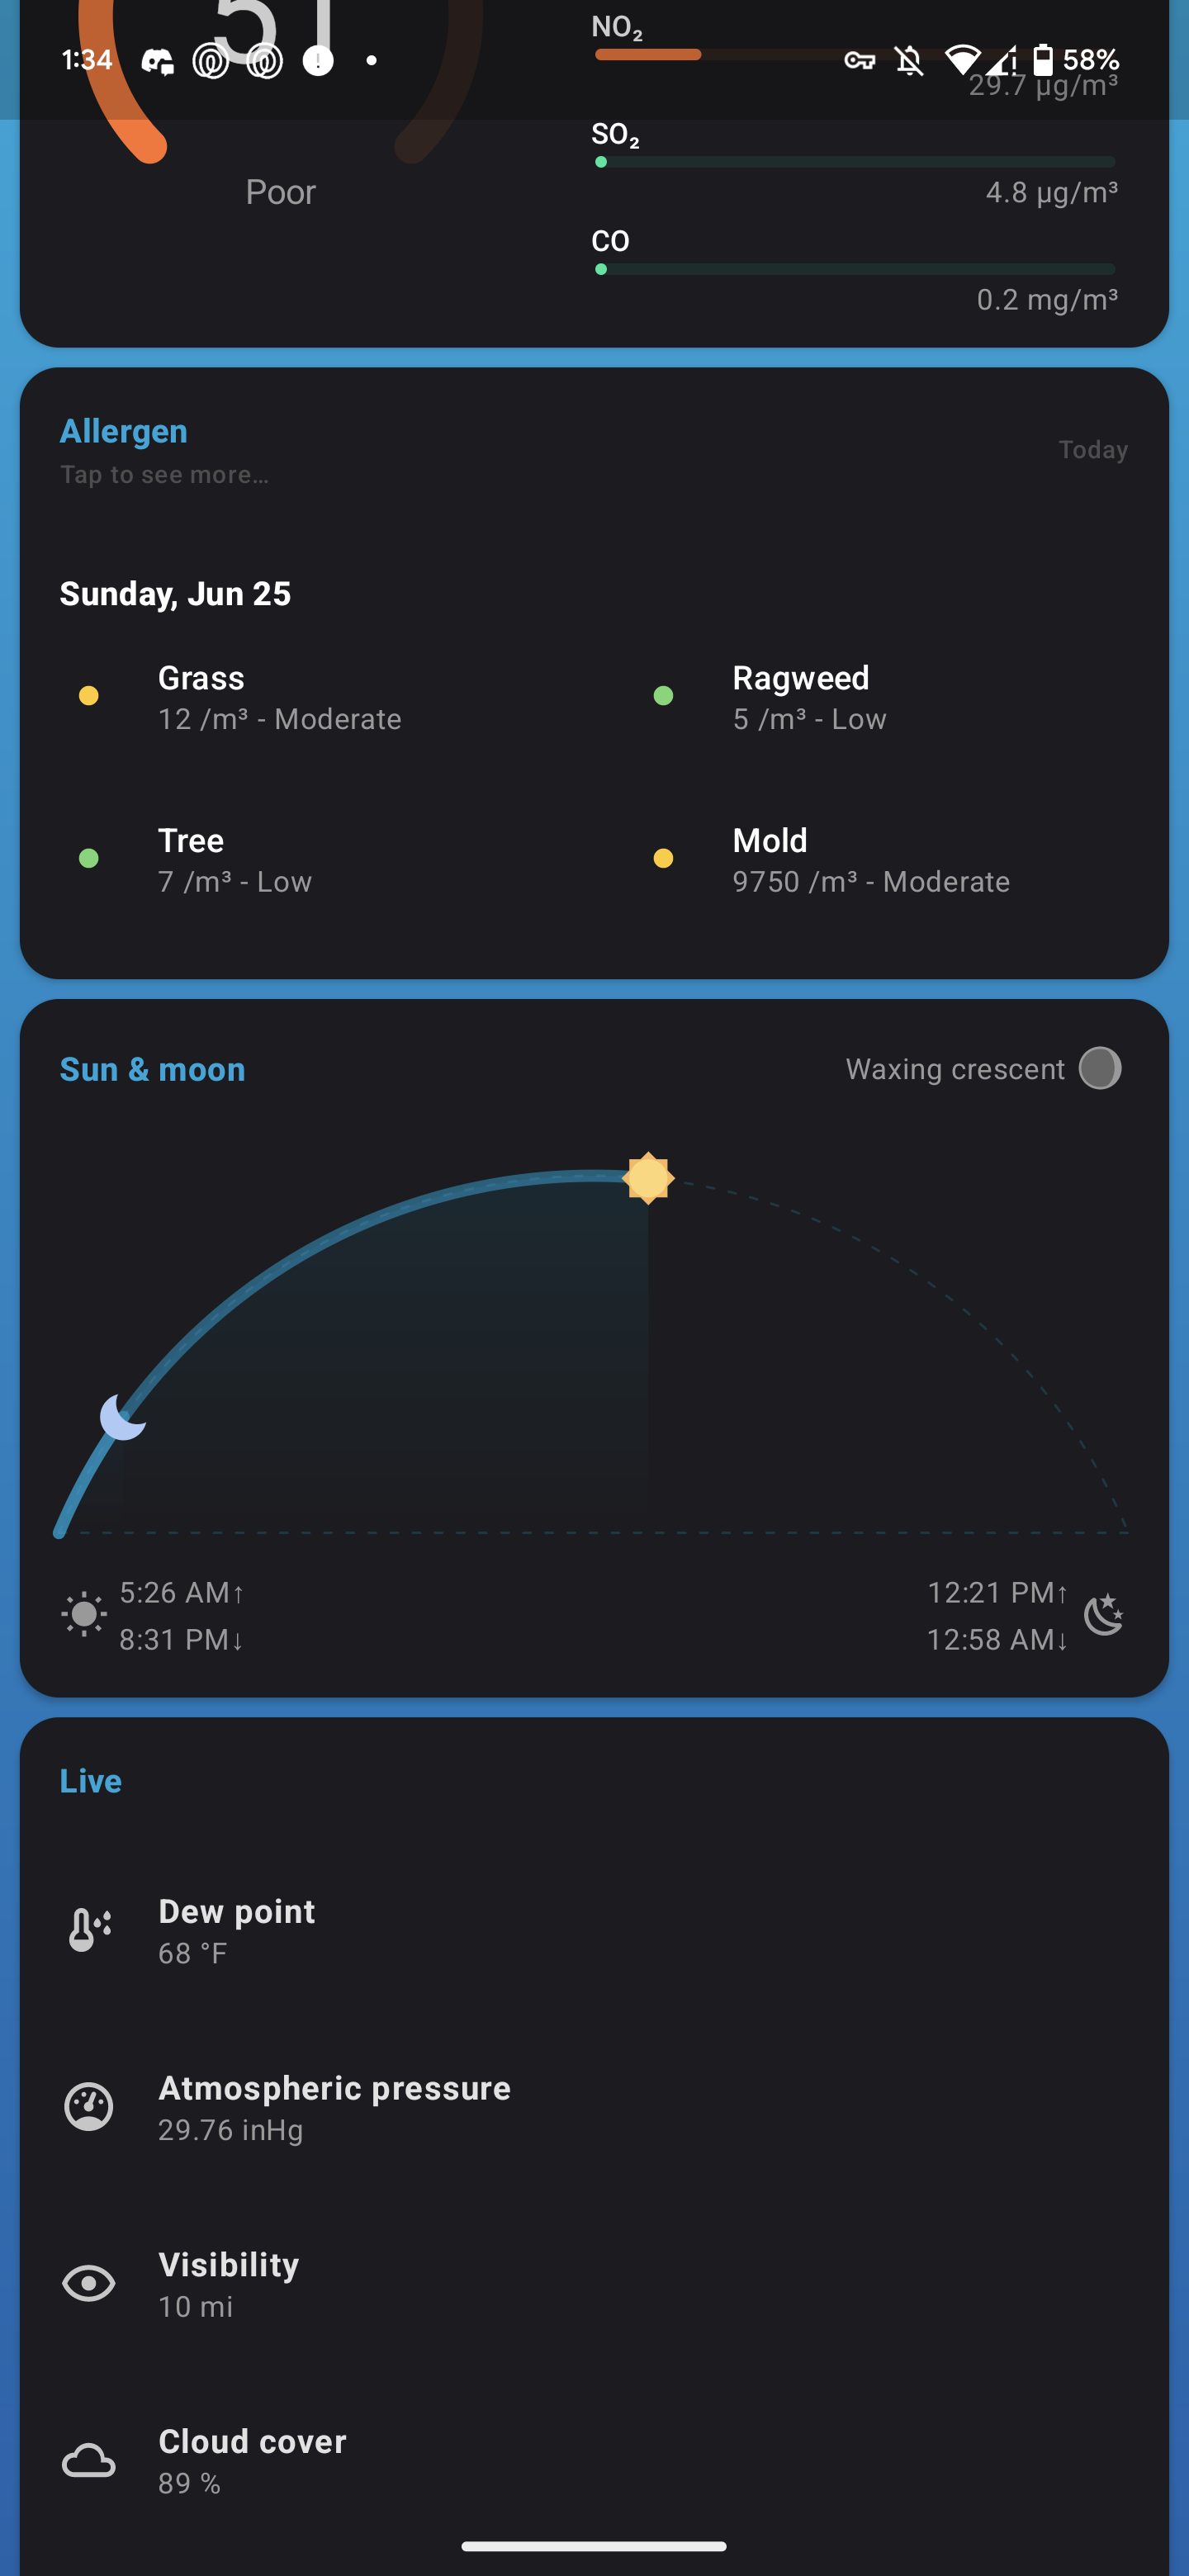 51
1:34
58%
Poor
NO₂
29.7 µg/m³
SO₂
4.8 µg/m³
CO
0.2 mg/m³
Allergen
Tap to see more…
Today
Sunday, Jun 25
Grass
12 /m³ - Moderate
Ragweed
5 /m³ - Low
Tree
7 /m³ - Low
Mold
9750 /m³ - Moderate
Sun & moon
Waxing crescent
5:26 AM↑
8:31 PM↓
12:21 PM↑
12:58 AM↓
Live
Dew point
68 °F
Atmospheric pressure
29.76 inHg
Visibility
10 mi
Cloud cover
89 %